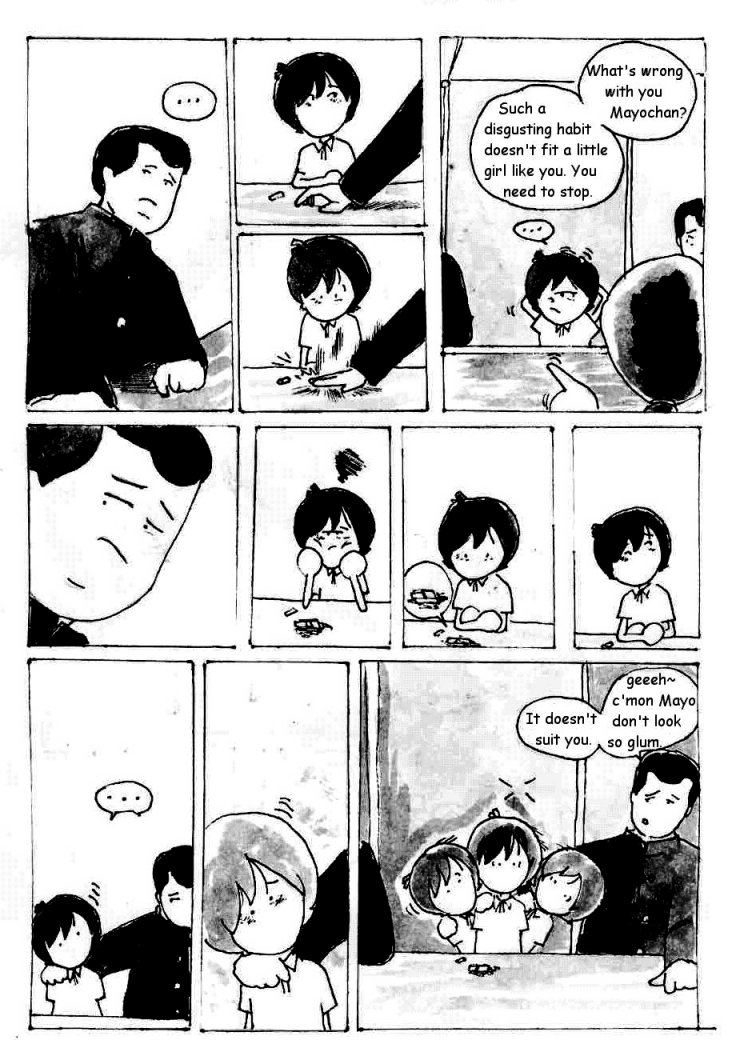 ...
What's wrong
with you
Mayochan?
Such a
disgusting habit
doesn't fit a little
girl like you. You
need to stop.
...
...
geeeh~
c'mon Mayo
don't look
so glum.
It doesn't
suit you.